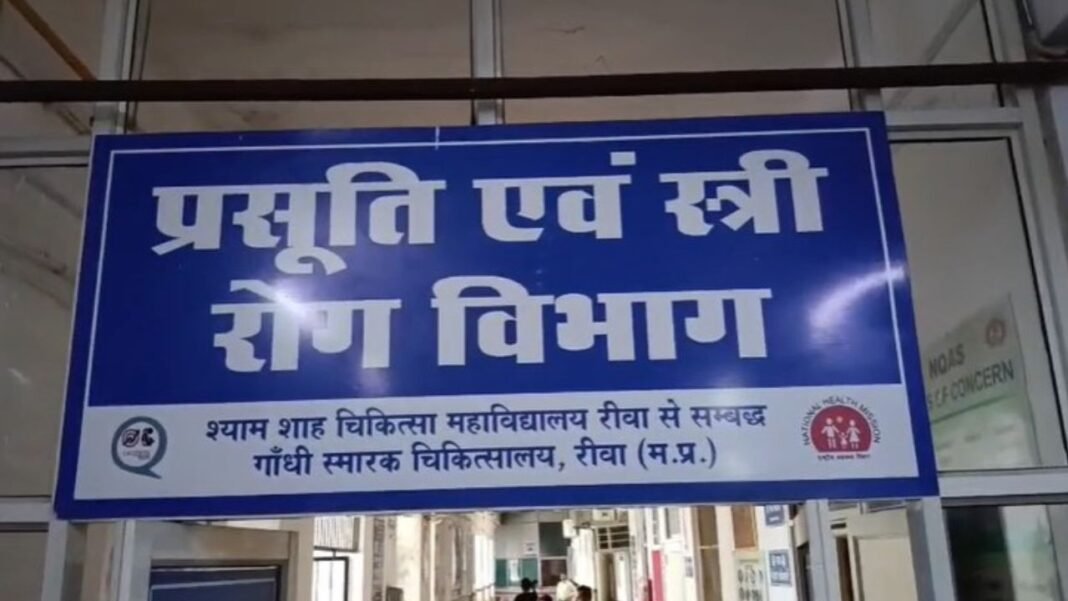 प्रसूति एवं स्त्री
रोग विभाग
श्याम शाह चिकित्सा महाविद्यालय रीवा से सम्बद्ध
गाँधी स्मारक चिकित्सालय, रीवा (म.प्र.)
NATIONAL HEALTH MISSION
NQAS
CONCERN